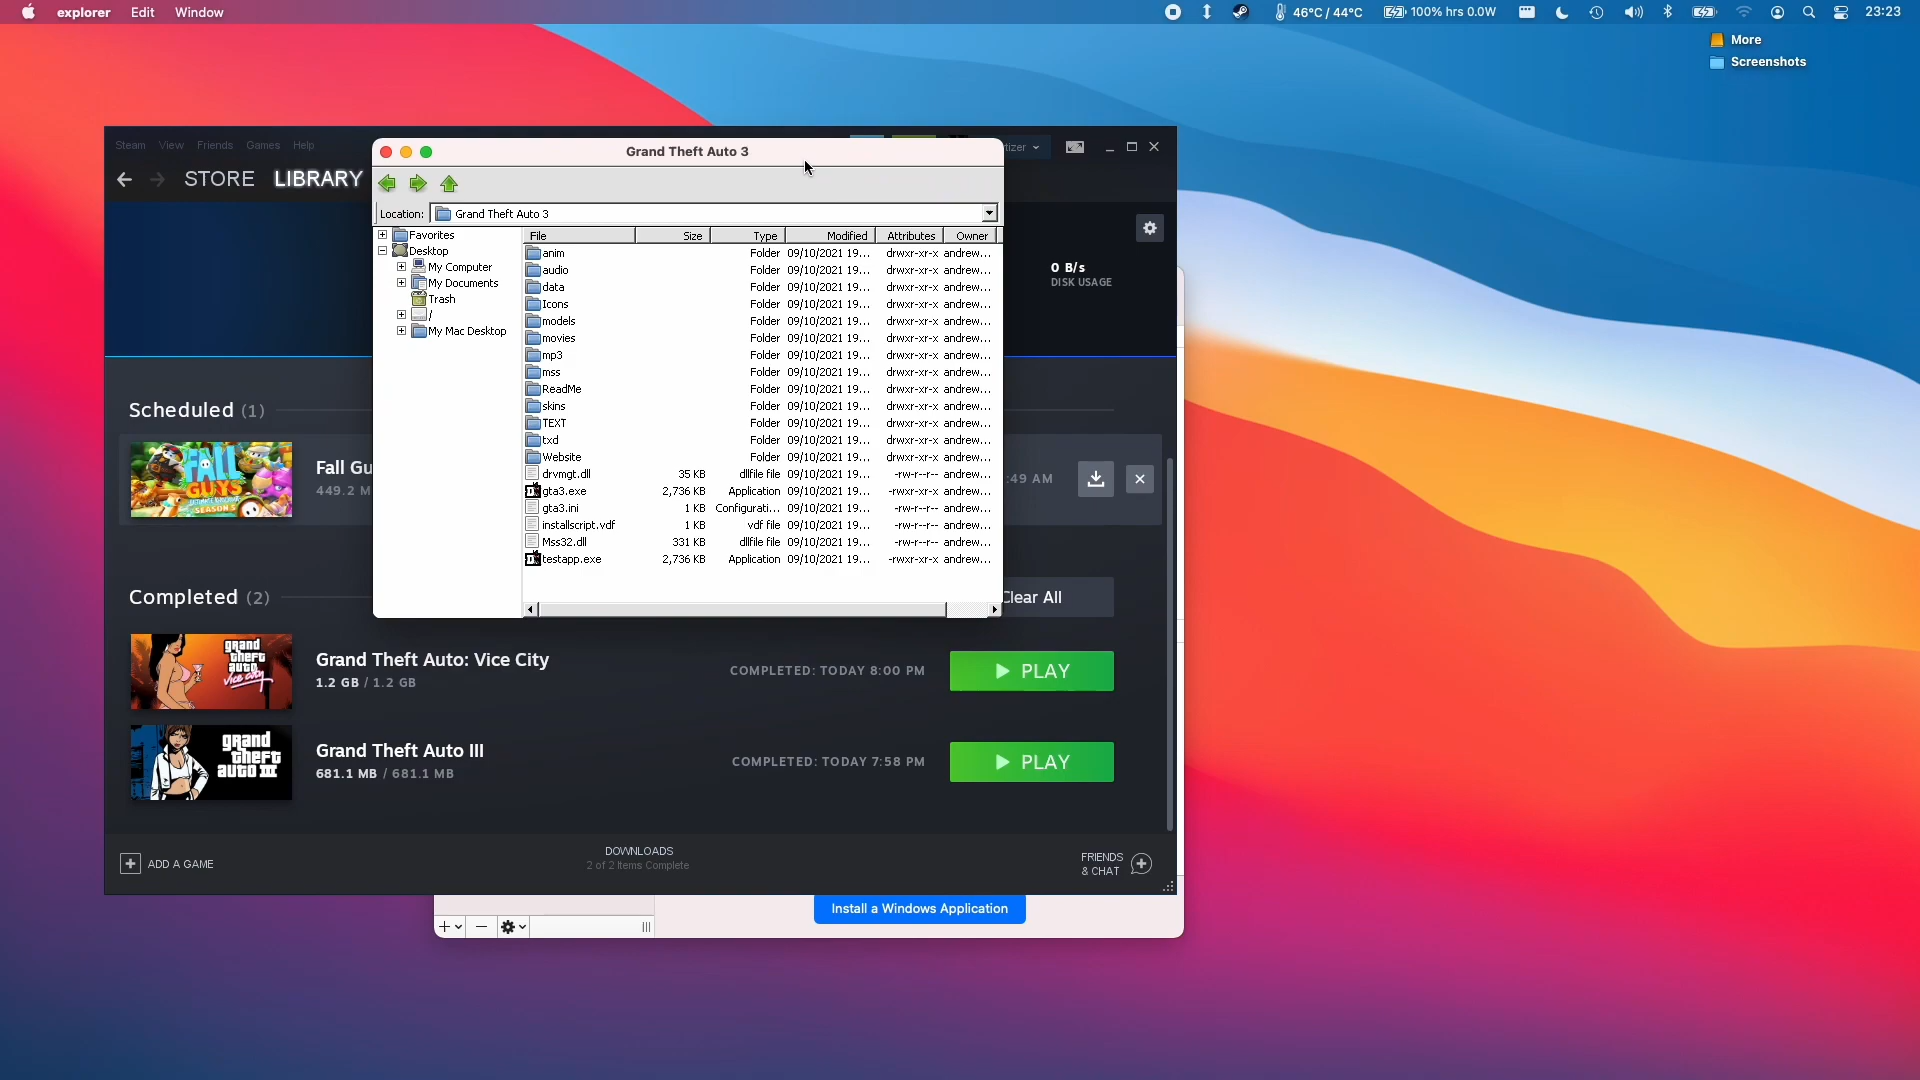 explorer Edit Window 46°C / 44°C 100% hrs 0.0W 23:23
More
Screenshots
Steam View Friends Games Help
STORE LIBRARY
Grand Theft Auto 3
Location: Grand Theft Auto 3
Favorites
Desktop
My Computer
My Documents
Trash
/
My Mac Desktop
File Size Type Modified Attributes Owner
anim Folder 09/10/2021 19... drwxr-xr-x andrew...
audio Folder 09/10/2021 19... drwxr-xr-x andrew...
data Folder 09/10/2021 19... drwxr-xr-x andrew...
Icons Folder 09/10/2021 19... drwxr-xr-x andrew...
models Folder 09/10/2021 19... drwxr-xr-x andrew...
movies Folder 09/10/2021 19... drwxr-xr-x andrew...
mp3 Folder 09/10/2021 19... drwxr-xr-x andrew...
mss Folder 09/10/2021 19... drwxr-xr-x andrew...
ReadMe Folder 09/10/2021 19... drwxr-xr-x andrew...
skins Folder 09/10/2021 19... drwxr-xr-x andrew...
TEXT Folder 09/10/2021 19... drwxr-xr-x andrew...
txd Folder 09/10/2021 19... drwxr-xr-x andrew...
Website Folder 09/10/2021 19... drwxr-xr-x andrew...
drvmgt.dll 35 KB dllfile file 09/10/2021 19... -rw-r--r-- andrew...
gta3.exe 2,736 KB Application 09/10/2021 19... -rwxr-xr-x andrew...
gta3.ini 1 KB Configurati... 09/10/2021 19... -rw-r--r-- andrew...
installscript.vdf 1 KB vdf file 09/10/2021 19... -rw-r--r-- andrew...
Mss32.dll 331 KB dllfile file 09/10/2021 19... -rw-r--r-- andrew...
testapp.exe 2,736 KB Application 09/10/2021 19... -rwxr-xr-x andrew...
0 B/s
DISK USAGE
Scheduled (1)
FALL GUYS
ULTIMATE KNOCKOUT
SEASON 5
Fall Gu
449.2 M
:49 AM
Completed (2)
Clear All
grand theft auto Vice City
Grand Theft Auto: Vice City
1.2 GB / 1.2 GB
COMPLETED: TODAY 8:00 PM
PLAY
grand theft auto III
Grand Theft Auto III
681.1 MB / 681.1 MB
COMPLETED: TODAY 7:58 PM
PLAY
ADD A GAME
DOWNLOADS
2 of 2 Items Complete
FRIENDS
& CHAT
Install a Windows Application